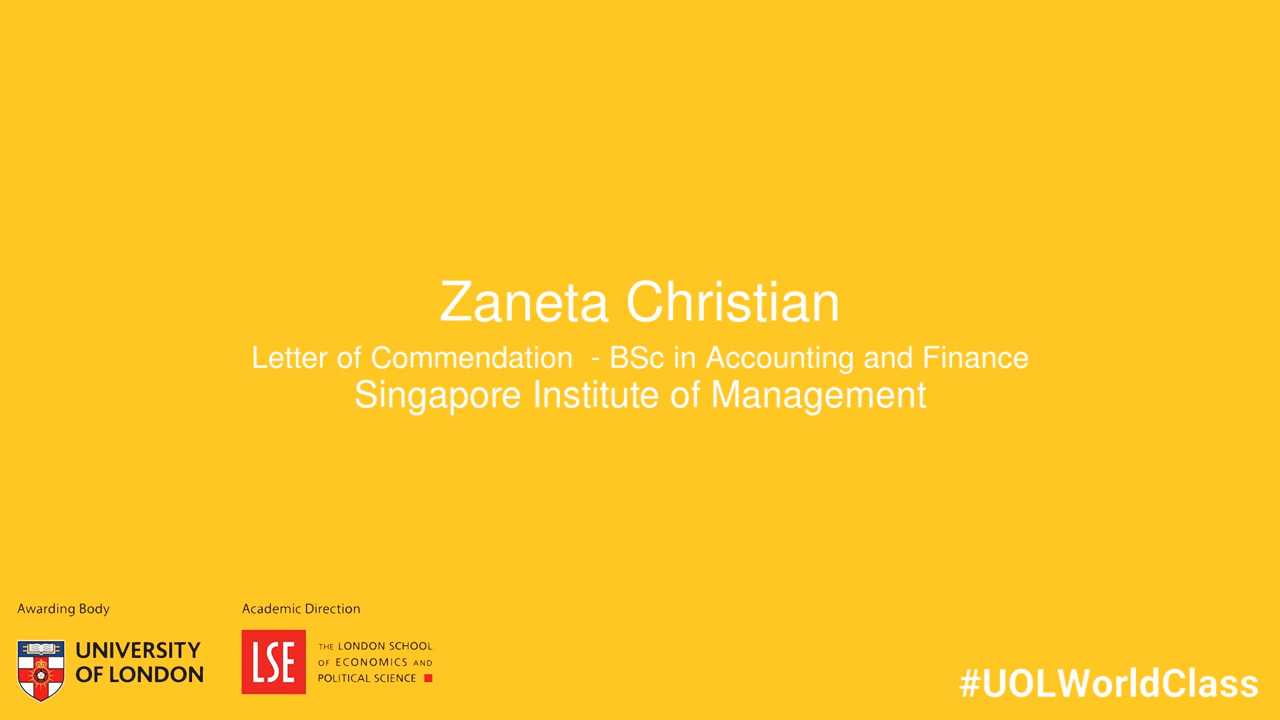 Zaneta Christian
Letter of Commendation  - BSc in Accounting and Finance
Singapore Institute of Management
Awarding Body
UNIVERSITY
OF LONDON
Academic Direction
LSE
THE LONDON SCHOOL
OF ECONOMICS AND
POLITICAL SCIENCE
#UOLWorldClass